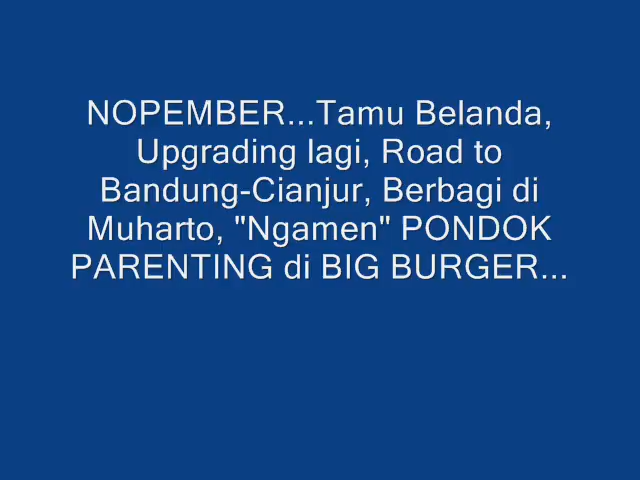 NOPEMBER...Tamu Belanda,
Upgrading lagi, Road to
Bandung-Cianjur, Berbagi di
Muharto, "Ngamen" PONDOK
PARENTING di BIG BURGER...